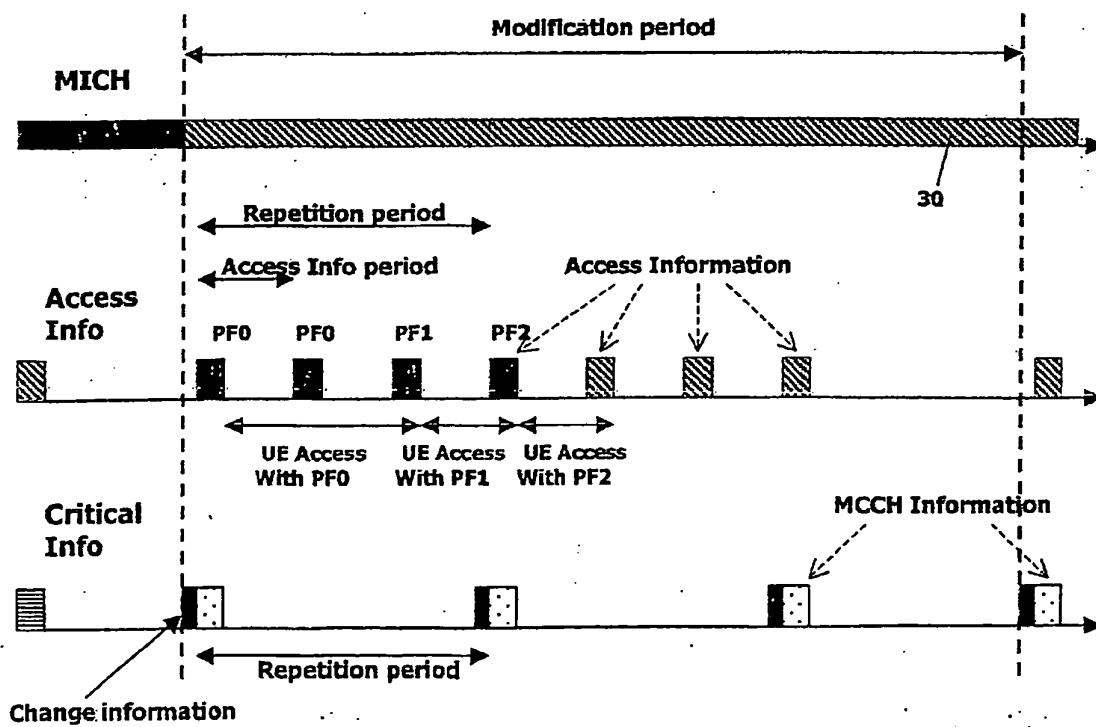 Modification period
MICH
30
Repetition period
Access Info period
Access Information
Access
Info
PF0 PF0 PF1 PF2
UE Access
With PF0
UE Access
With PF1
UE Access
With PF2
Critical
Info
MCCH Information
Repetition period
Change information